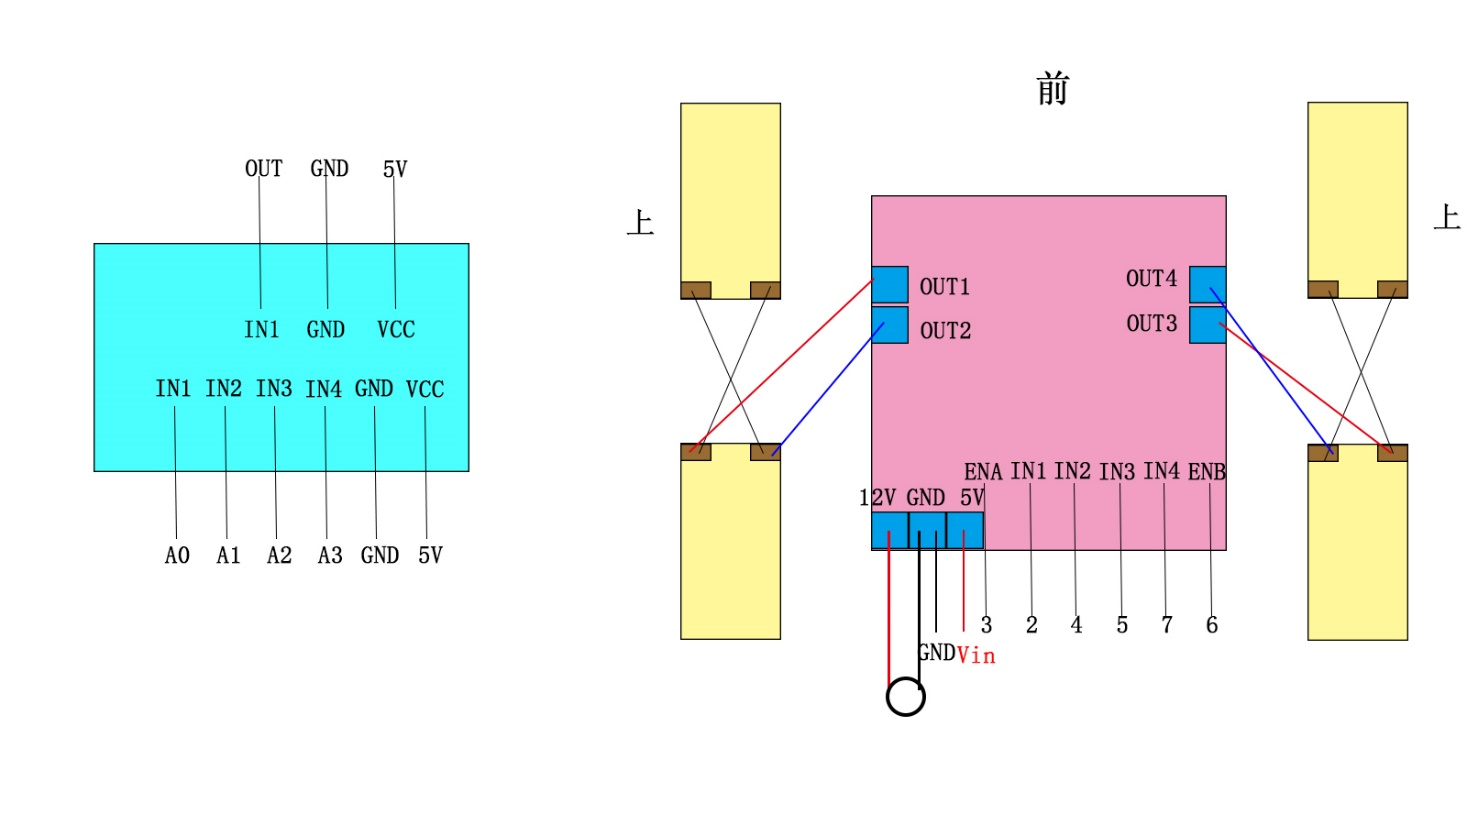 前
OUT GND 5V
上 上
IN1 GND VCC
IN1 IN2 IN3 IN4 GND VCC
A0 A1 A2 A3 GND 5V
OUT1 OUT4
OUT2 OUT3
ENA IN1 IN2 IN3 IN4 ENB
12V GND 5V
3 2 4 5 7 6
GND Vin